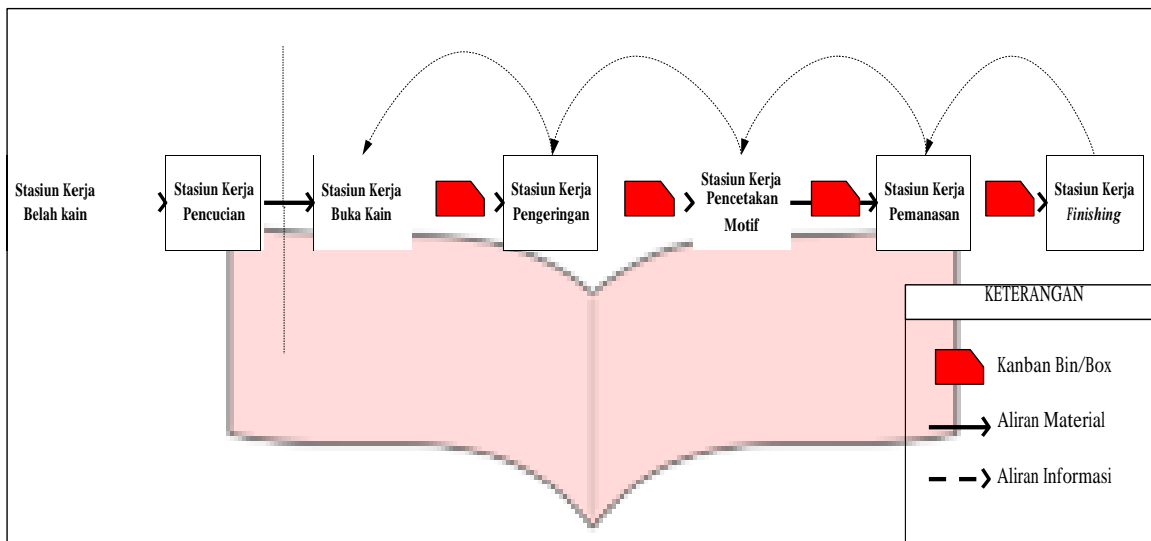 Stasiun Kerja
Belah kain
Stasiun Kerja
Pencucian
Stasiun Kerja
Buka Kain
Stasiun Kerja
Pengeringan
Stasiun Kerja
Pencetakan
Motif
Stasiun Kerja
Pemanasan
Stasiun Kerja
Finishing
KETERANGAN
Kanban Bin/Box
Aliran Material
Aliran Informasi